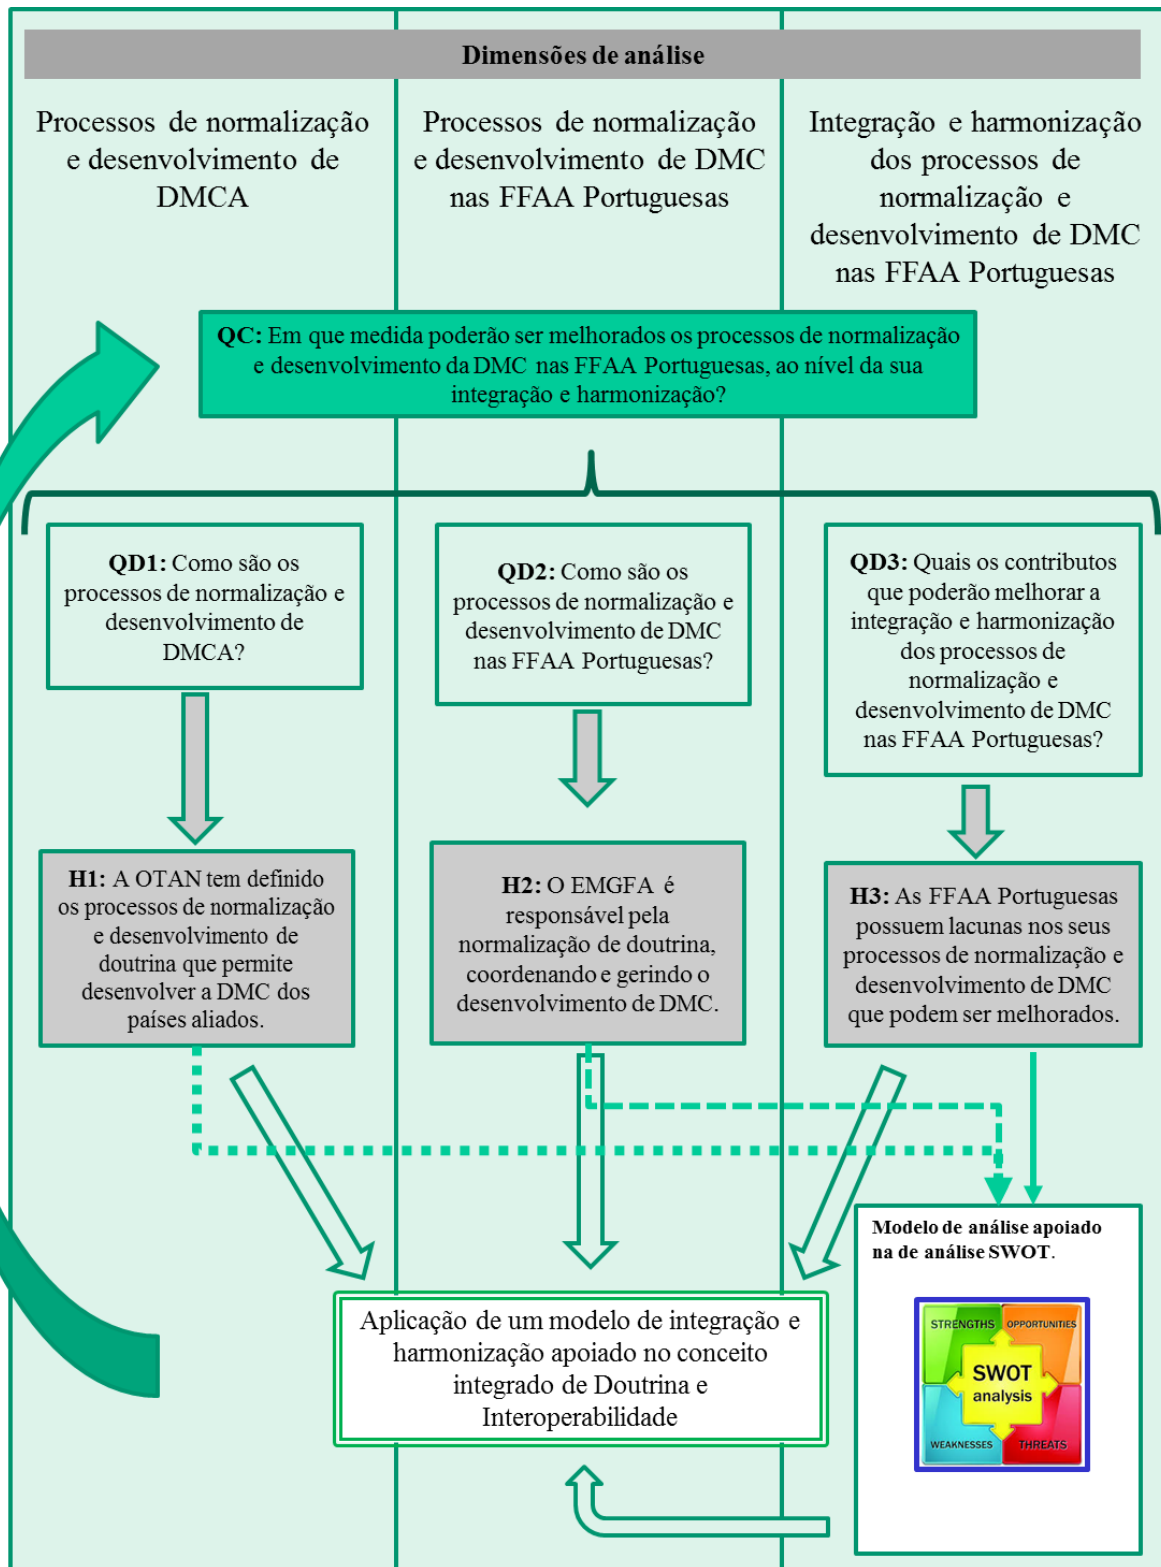 Dimensões de análise
Processos de normalização
e desenvolvimento de
DMCA
Processos de normalização
e desenvolvimento de DMC
nas FFAA Portuguesas
Integração e harmonização
dos processos de
normalização e
desenvolvimento de DMC
nas FFAA Portuguesas
QC: Em que medida poderão ser melhorados os processos de normalização
e desenvolvimento da DMC nas FFAA Portuguesas, ao nível da sua
integração e harmonização?
QD1: Como são os
processos de normalização e
desenvolvimento de
DMCA?
QD2: Como são os
processos de normalização e
desenvolvimento de DMC
nas FFAA Portuguesas?
QD3: Quais os contributos
que poderão melhorar a
integração e harmonização
dos processos de
normalização e
desenvolvimento de DMC
nas FFAA Portuguesas?
H1: A OTAN tem definido
os processos de normalização
e desenvolvimento de
doutrina que permite
desenvolver a DMC dos
países aliados.
H2: O EMGFA é
responsável pela
normalização de doutrina,
coordenando e gerindo o
desenvolvimento de DMC.
H3: As FFAA Portuguesas
possuem lacunas nos seus
processos de normalização e
desenvolvimento de DMC
que podem ser melhorados.
Modelo de análise apoiado
na de análise SWOT.
STRENGTHS
OPPORTUNITIES
SWOT
analysis
WEAKNESSES
THREATS
Aplicação de um modelo de integração e
harmonização apoiado no conceito
integrado de Doutrina e
Interoperabilidade